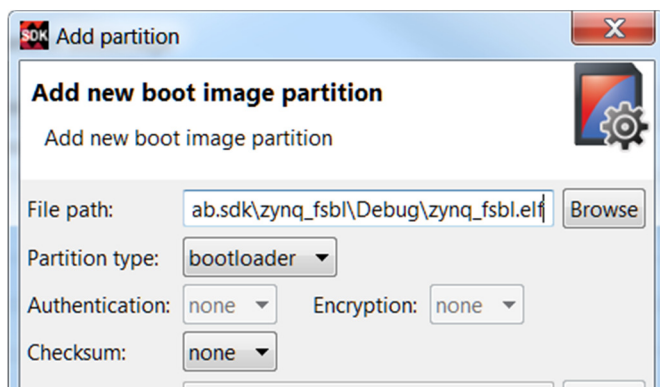 SDK Add partition
Add new boot image partition
Add new boot image partition
File path: ab.sdk\zynq_fsbl\Debug\zynq_fsbl.elf Browse
Partition type: bootloader
Authentication: none Encryption: none
Checksum: none